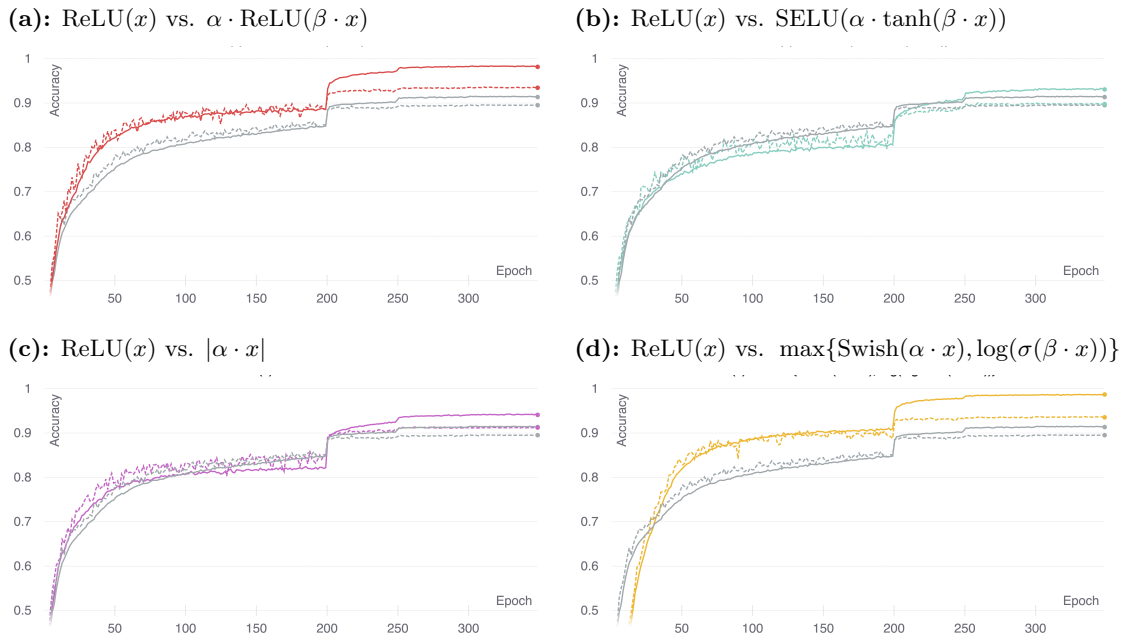 (a): ReLU(x) vs. α · ReLU(β · x)
1
Accuracy
0.9
0.8
0.7
0.6
0.5
Epoch
50 100 150 200 250 300
(b): ReLU(x) vs. SELU(α · tanh(β · x))
1
Accuracy
0.9
0.8
0.7
0.6
0.5
Epoch
50 100 150 200 250 300
(c): ReLU(x) vs. |α · x|
1
Accuracy
0.9
0.8
0.7
0.6
0.5
Epoch
50 100 150 200 250 300
(d): ReLU(x) vs. max{Swish(α · x), log(σ(β · x))}
1
Accuracy
0.9
0.8
0.7
0.6
0.5
Epoch
50 100 150 200 250 300